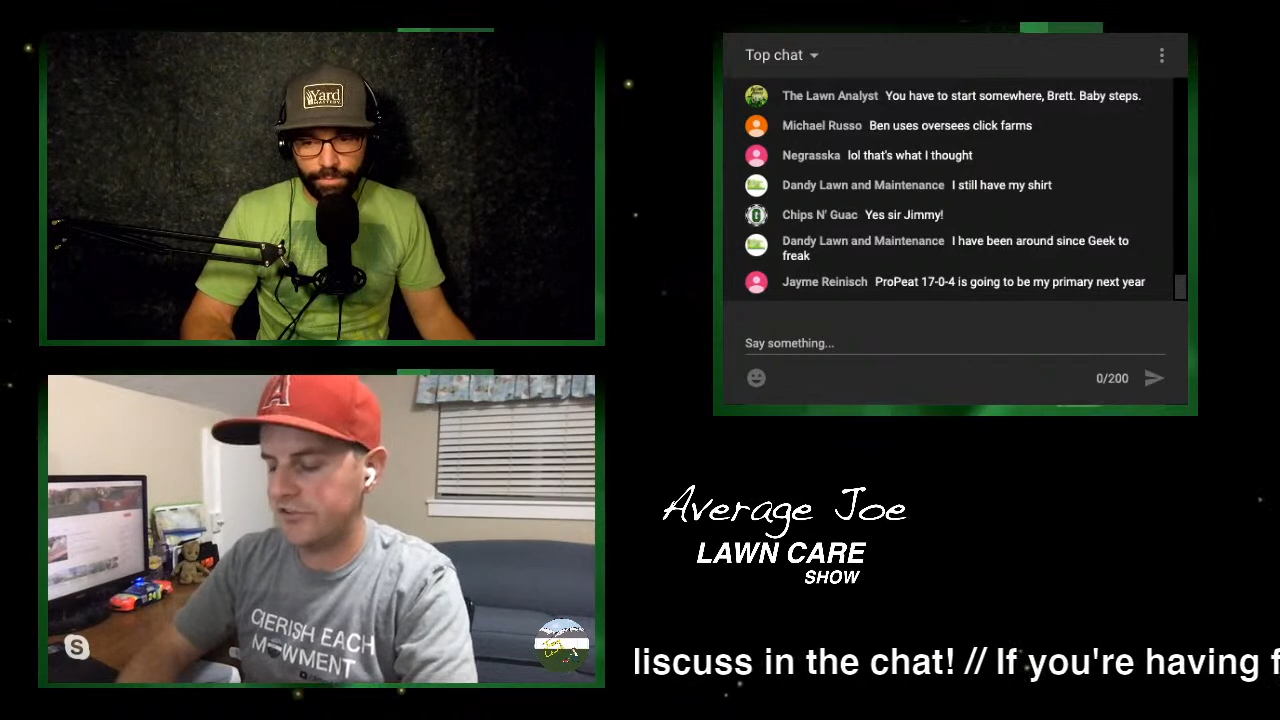 Yard
MASTERY
Top chat
The Lawn Analyst You have to start somewhere, Brett. Baby steps.
Michael Russo Ben uses oversees click farms
Negrasska lol that's what I thought
Dandy Lawn and Maintenance I still have my shirt
G
Chips N' Guac Yes sir Jimmy!
Dandy Lawn and Maintenance I have been around since Geek to
freak
Jayme Reinisch ProPeat 17-0-4 is going to be my primary next year
Say something...
0/200
A
24
CHERISH EACH
MOWMENT
S
Average Joe
LAWN CARE
SHOW
liscuss in the chat! // If you're having f